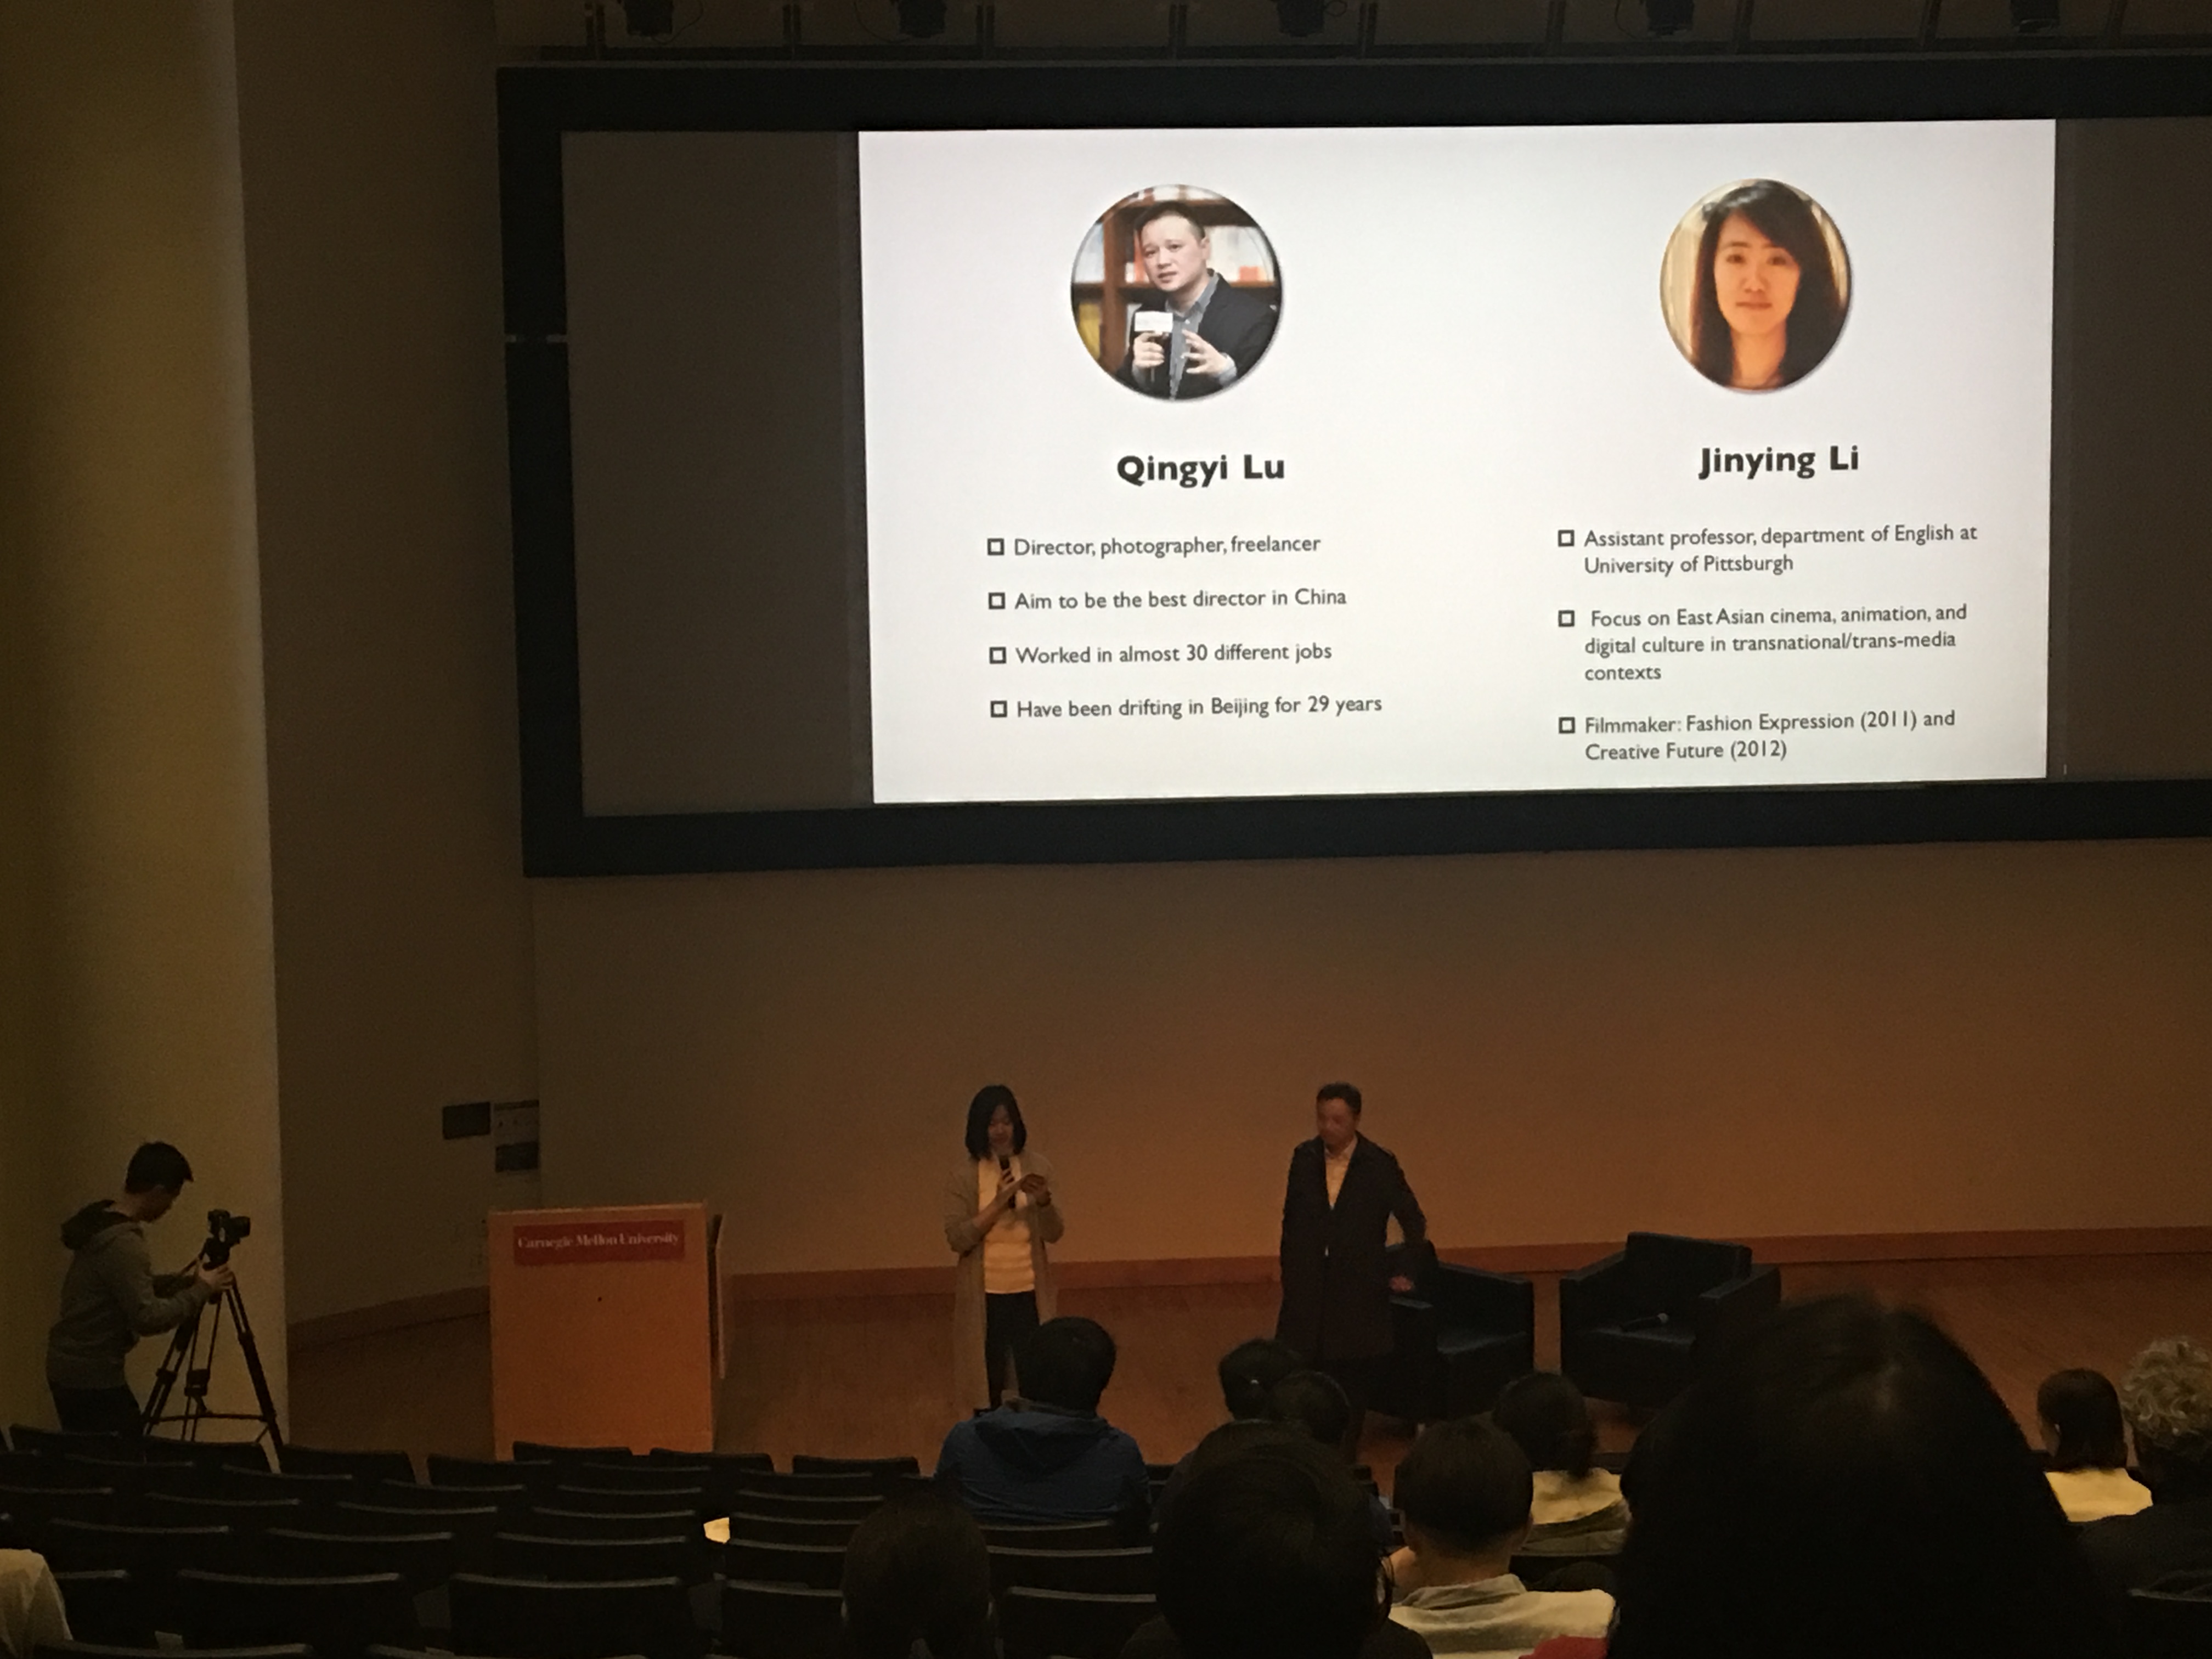 Qingyi Lu
Director, photographer, freelancer
Aim to be the best director in China
Worked in almost 30 different jobs
Have been drifting in Beijing for 29 years
Jinying Li
Assistant professor, department of English at
University of Pittsburgh
Focus on East Asian cinema, animation, and
digital culture in transnational/trans-media
contexts
Filmmaker: Fashion Expression (2011) and
Creative Future (2012)
Carnegie Mellon University